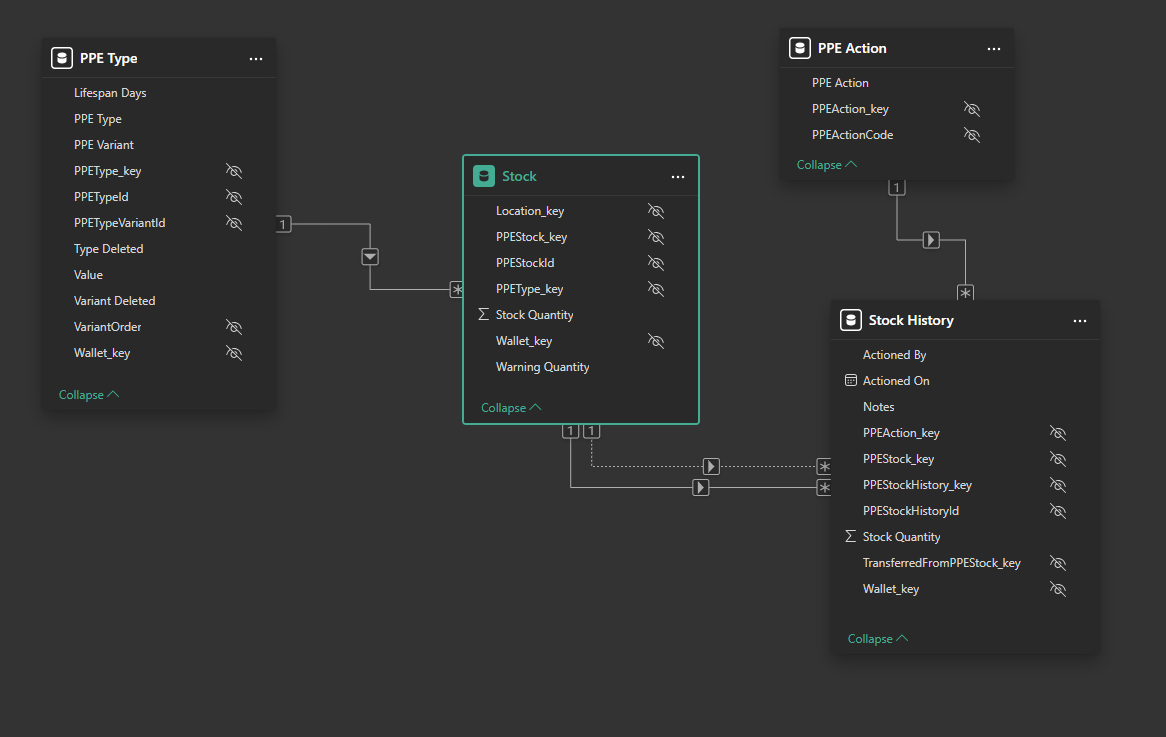 PPE Type
...
Lifespan Days
PPE Type
PPE Variant
PPEType_key
PPETypeId
PPETypeVariantId
Type Deleted
Value
Variant Deleted
VariantOrder
Wallet_key
Collapse
1
*
Stock
...
Location_key
PPEStock_key
PPEStockId
PPEType_key
Σ Stock Quantity
Wallet_key
Warning Quantity
Collapse
1 1
*
*
PPE Action
...
PPE Action
PPEAction_key
PPEActionCode
Collapse
1
*
Stock History
...
Actioned By
Actioned On
Notes
PPEAction_key
PPEStock_key
PPEStockHistory_key
PPEStockHistoryId
Σ Stock Quantity
TransferredFromPPEStock_key
Wallet_key
Collapse